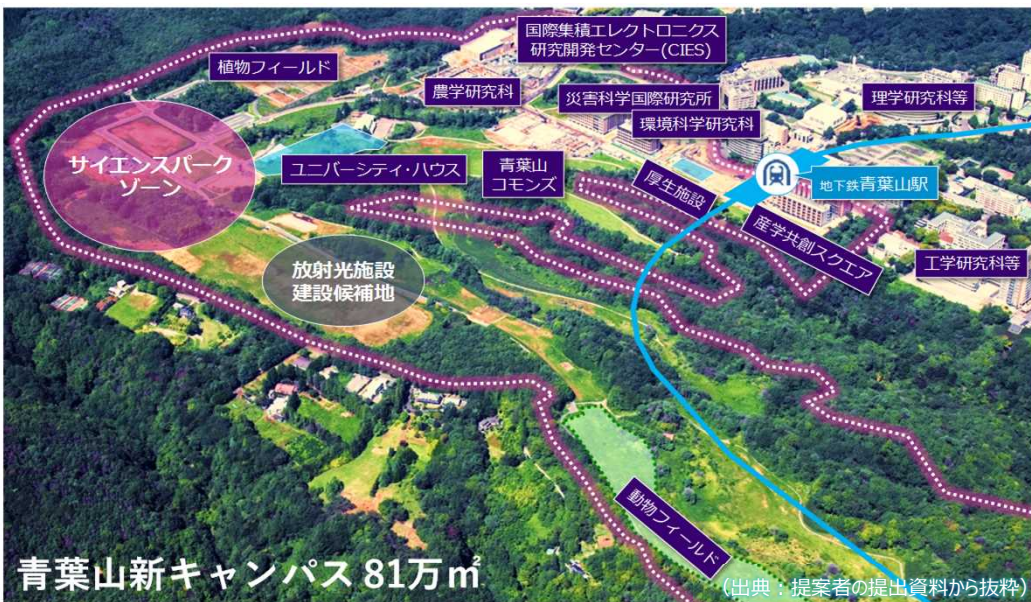 国際集積エレクトロニクス
研究開発センター(CIES)
植物フィールド
農学研究科
災害科学国際研究所
理学研究科等
環境科学研究科
サイエンスパーク
ゾーン
ユニバーシティ・ハウス
青葉山
コモンズ
厚生施設
地下鉄青葉山駅
産学共創スクエア
工学研究科等
放射光施設
建設候補地
動物フィールド
青葉山新キャンパス 81万㎡
(出典：提案者の提出資料から抜粋)